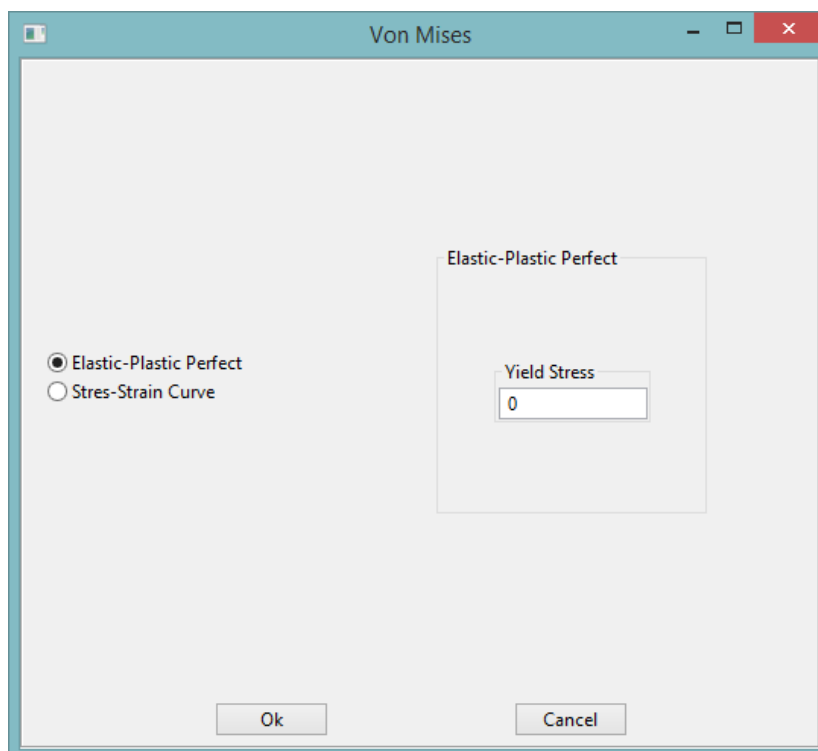 Von Mises
Elastic-Plastic Perfect
Elastic-Plastic Perfect
Stres-Strain Curve
Yield Stress
0
Ok
Cancel